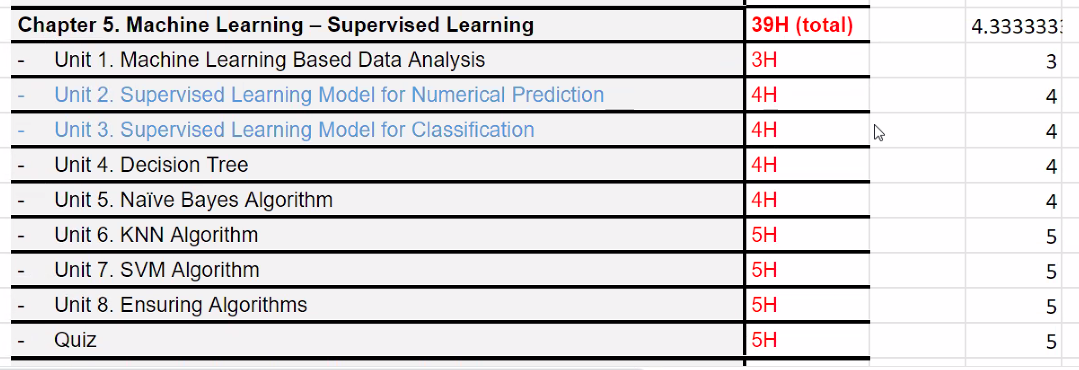 Chapter 5. Machine Learning – Supervised Learning 39H (total) 4.333333
- Unit 1. Machine Learning Based Data Analysis 3H 3
- Unit 2. Supervised Learning Model for Numerical Prediction 4H 4
- Unit 3. Supervised Learning Model for Classification 4H 4
- Unit 4. Decision Tree 4H 4
- Unit 5. Naïve Bayes Algorithm 4H 4
- Unit 6. KNN Algorithm 5H 5
- Unit 7. SVM Algorithm 5H 5
- Unit 8. Ensuring Algorithms 5H 5
- Quiz 5H 5